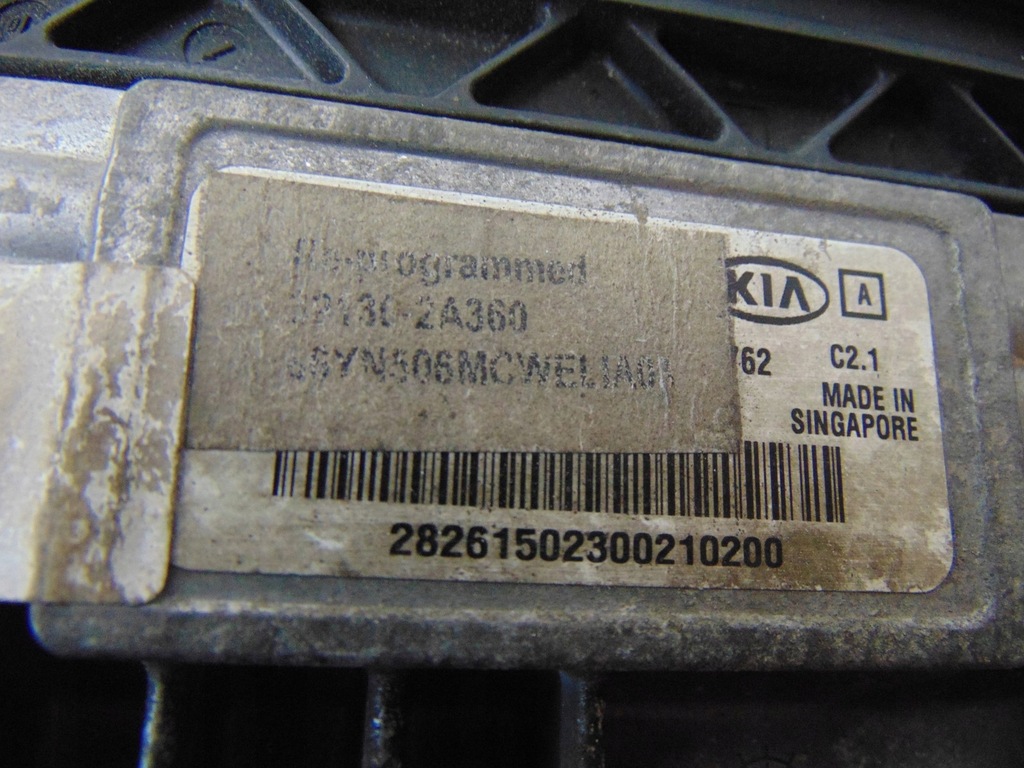 Re-programmed
KIA A
2A360
762 C2.1
MADE IN
SINGAPORE
28261502300210200